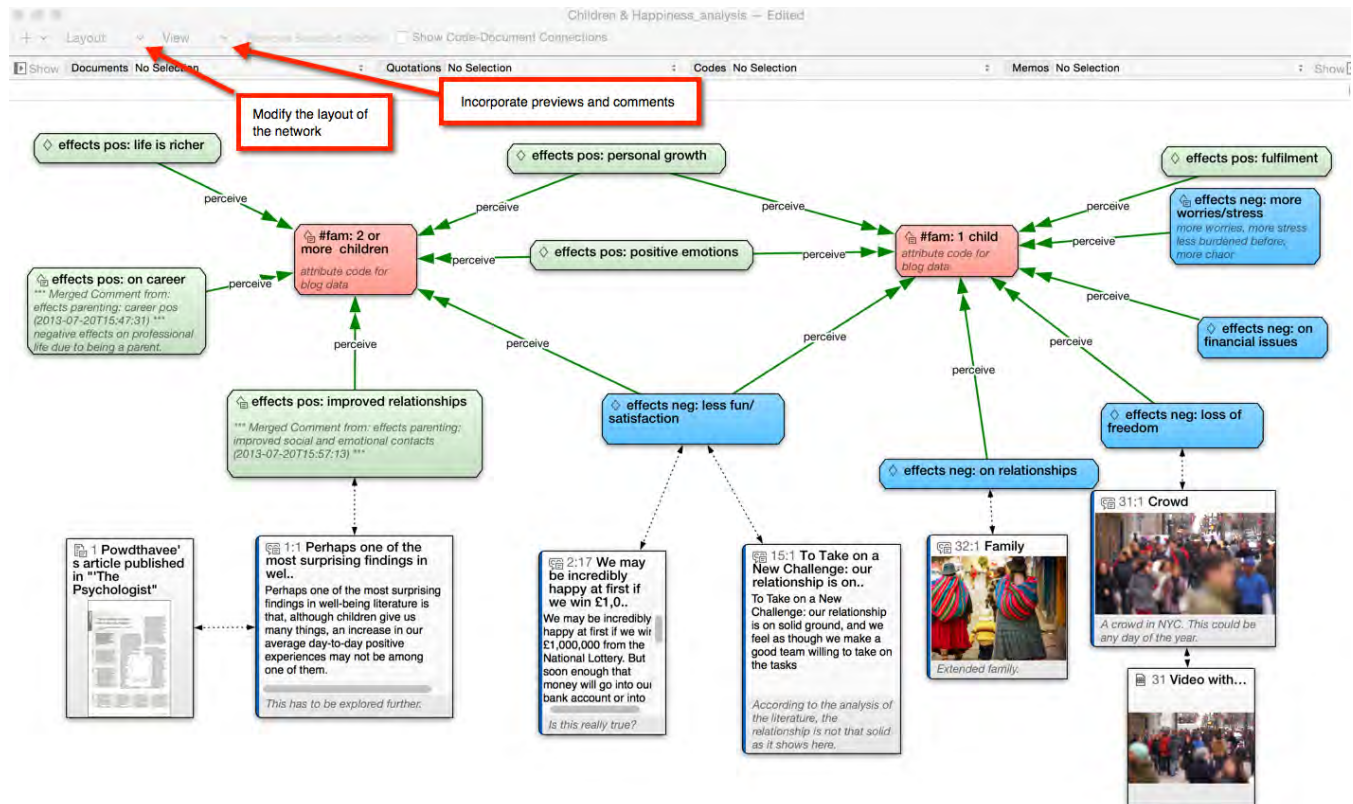 Children & Happiness_analysis — Edited
+ Layout View Remove Selected Nodes Show Code-Document Connections
Show Documents No Selection Quotations No Selection Codes No Selection Memos No Selection Show
Modify the layout of
the network
Incorporate previews and comments
effects pos: life is richer
effects pos: personal growth
effects pos: fulfilment
effects neg: more
worries/stress
more worries, more stress
less burdened before,
more chaor
perceive
perceive
perceive
#fam: 2 or
more children
attribute code for
blog data
#fam: 1 child
attribute code for
blog data
perceive
effects pos: positive emotions
perceive
perceive
effects pos: on career
*** Merged Comment from:
effects parenting: career pos
(2013-07-20T15:47:31) ***
negative effects on professional
life due to being a parent.
perceive
perceive
effects neg: on
financial issues
perceive
perceive
perceive
perceive
perceive
effects pos: improved relationships
*** Merged Comment from: effects parenting:
improved social and emotional contacts
(2013-07-20T15:57:13) ***
effects neg: less fun/
satisfaction
effects neg: loss of
freedom
effects neg: on relationships
1 Powdthavee'
s article published
in "'The
Psychologist"
1:1 Perhaps one of the
most surprising findings in
wel..
Perhaps one of the most surprising
findings in well-being literature is
that, although children give us
many things, an increase in our
average day-to-day positive
experiences may not be among
one of them.
This has to be explored further.
2:17 We may
be incredibly
happy at first if
we win £1,0..
We may be incredibly
happy at first if we wir
£1,000,000 from the
National Lottery. But
soon enough that
money will go into our
bank account or into
Is this really true?
15:1 To Take on a
New Challenge: our
relationship is on..
To Take on a New
Challenge: our relationship
is on solid ground, and we
feel as though we make a
good team willing to take on
the tasks
According to the analysis of
the literature, the
relationship is not that solid
as it shows here.
32:1 Family
Extended family.
31:1 Crowd
A crowd in NYC. This could be
any day of the year.
31 Video with...